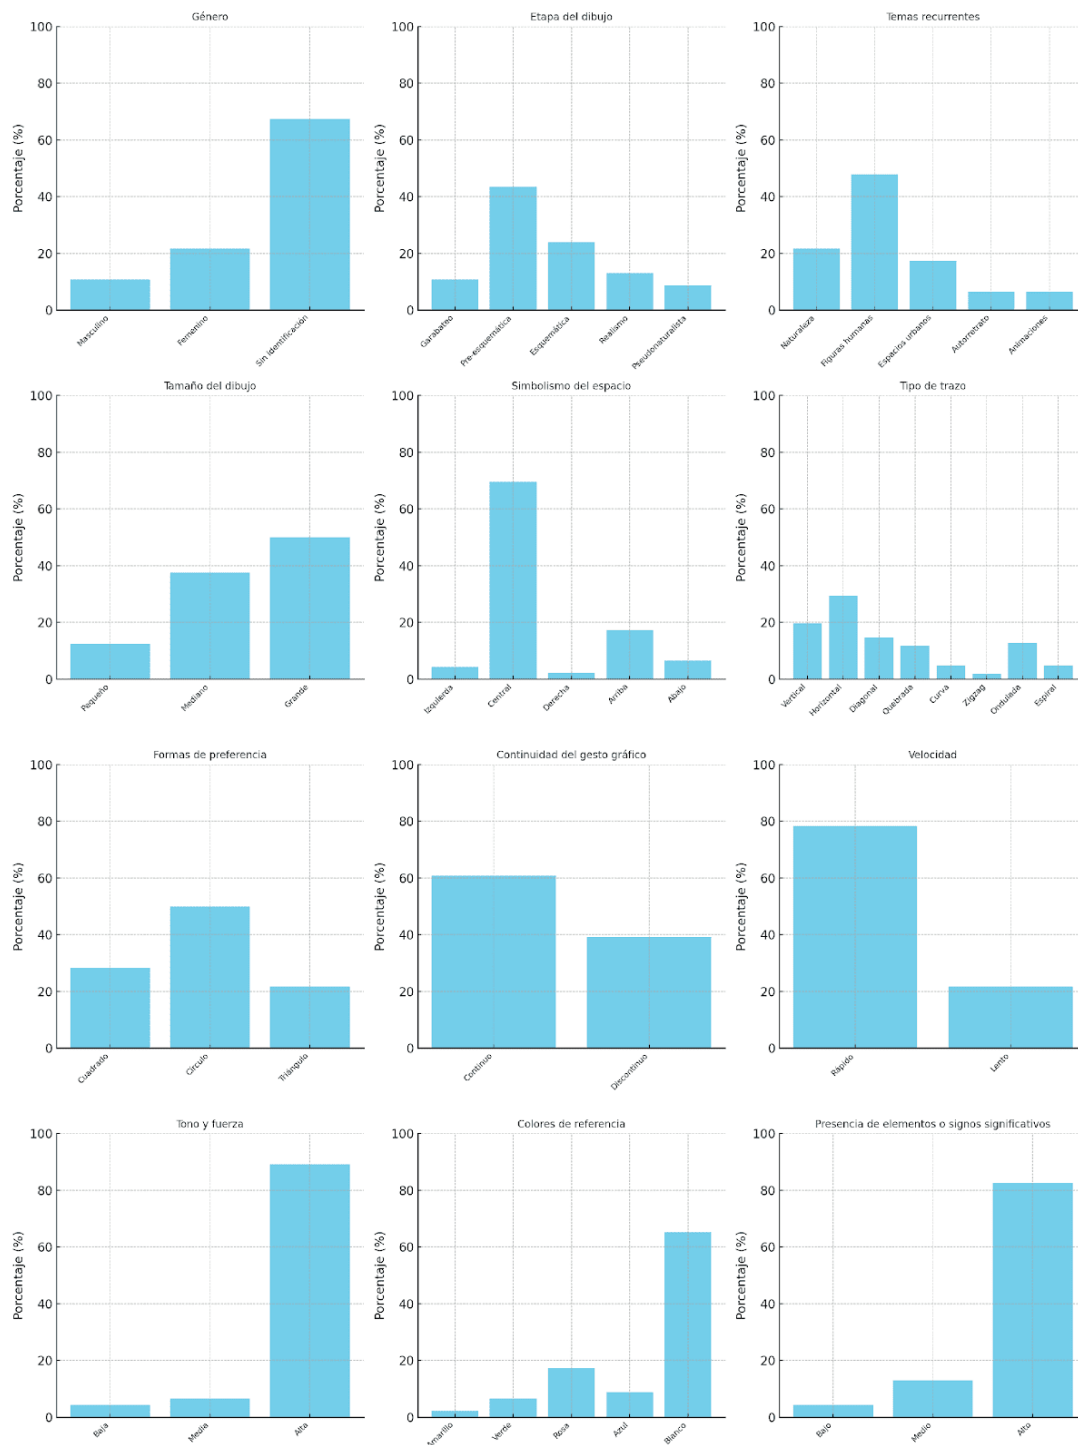 Género
Porcentaje (%)
100
80
60
40
20
0
Masculino
Femenino
Sin identificación
Etapa del dibujo
Porcentaje (%)
100
80
60
40
20
0
Garabateo
Pre-esquemática
Esquemática
Realismo
Pseudonaturalista
Temas recurrentes
Porcentaje (%)
100
80
60
40
20
0
Naturaleza
Figuras humanas
Espacios urbanos
Autorretrato
Animaciones
Tamaño del dibujo
Porcentaje (%)
100
80
60
40
20
0
Pequeño
Mediano
Grande
Simbolismo del espacio
Porcentaje (%)
100
80
60
40
20
0
Izquierda
Central
Derecha
Arriba
Abajo
Tipo de trazo
Porcentaje (%)
100
80
60
40
20
0
Vertical
Horizontal
Diagonal
Quebrada
Curva
Zigzag
Ondulada
Espiral
Formas de preferencia
Porcentaje (%)
100
80
60
40
20
0
Cuadrado
Círculo
Triángulo
Continuidad del gesto gráfico
Porcentaje (%)
100
80
60
40
20
0
Continuo
Discontinuo
Velocidad
Porcentaje (%)
100
80
60
40
20
0
Rápido
Lento
Tono y fuerza
Porcentaje (%)
100
80
60
40
20
0
Baja
Media
Alta
Colores de referencia
Porcentaje (%)
100
80
60
40
20
0
Amarillo
Verde
Rosa
Azul
Blanco
Presencia de elementos o signos significativos
Porcentaje (%)
100
80
60
40
20
0
Bajo
Medio
Alto